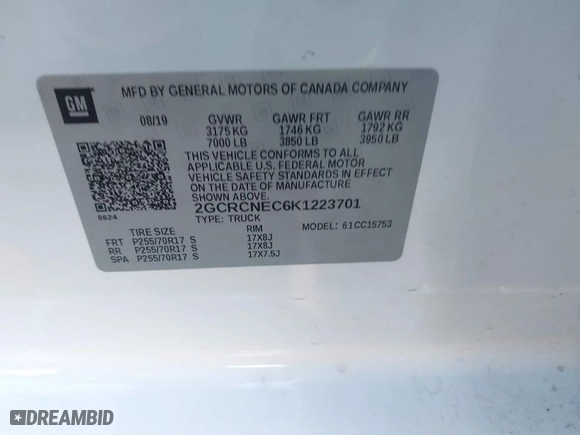 GM
MFD BY GENERAL MOTORS OF CANADA COMPANY
08/19 GVWR GAWR FRT GAWR RR
3175 KG 1746 KG 1792 KG
7000 LB 3850 LB 3950 LB
THIS VEHICLE CONFORMS TO ALL
APPLICABLE U.S. FEDERAL MOTOR
VEHICLE SAFETY STANDARDS IN EFFECT
ON THE DATE OF MANUFACTURE
SHOWN ABOVE.
2GCRCNEC6K1223701
8624 TYPE: TRUCK
TIRE SIZE RIM MODEL: 61CC15753
FRT P255/70R17 S 17X8J
RR P255/70R17 S 17X8J
SPA P255/70R17 S 17X7.5J
DREAMBID